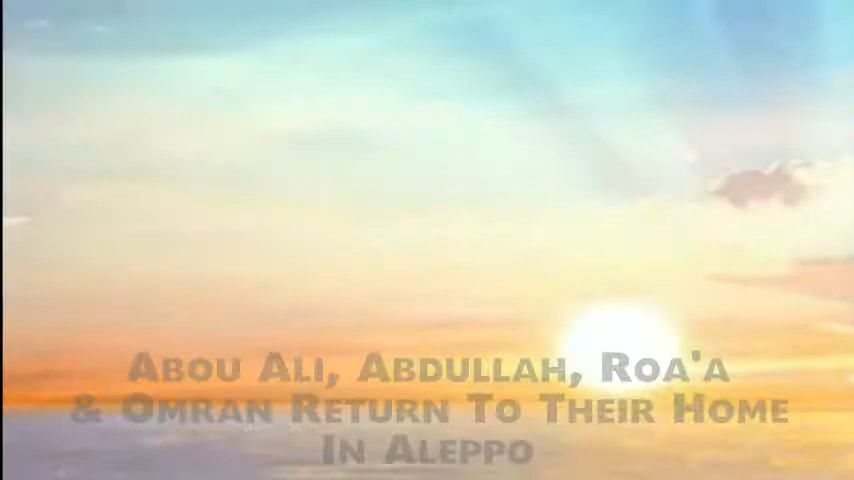 Abou Ali, Abdullah, Roa'a
& Omran Return To Their Home
In Aleppo